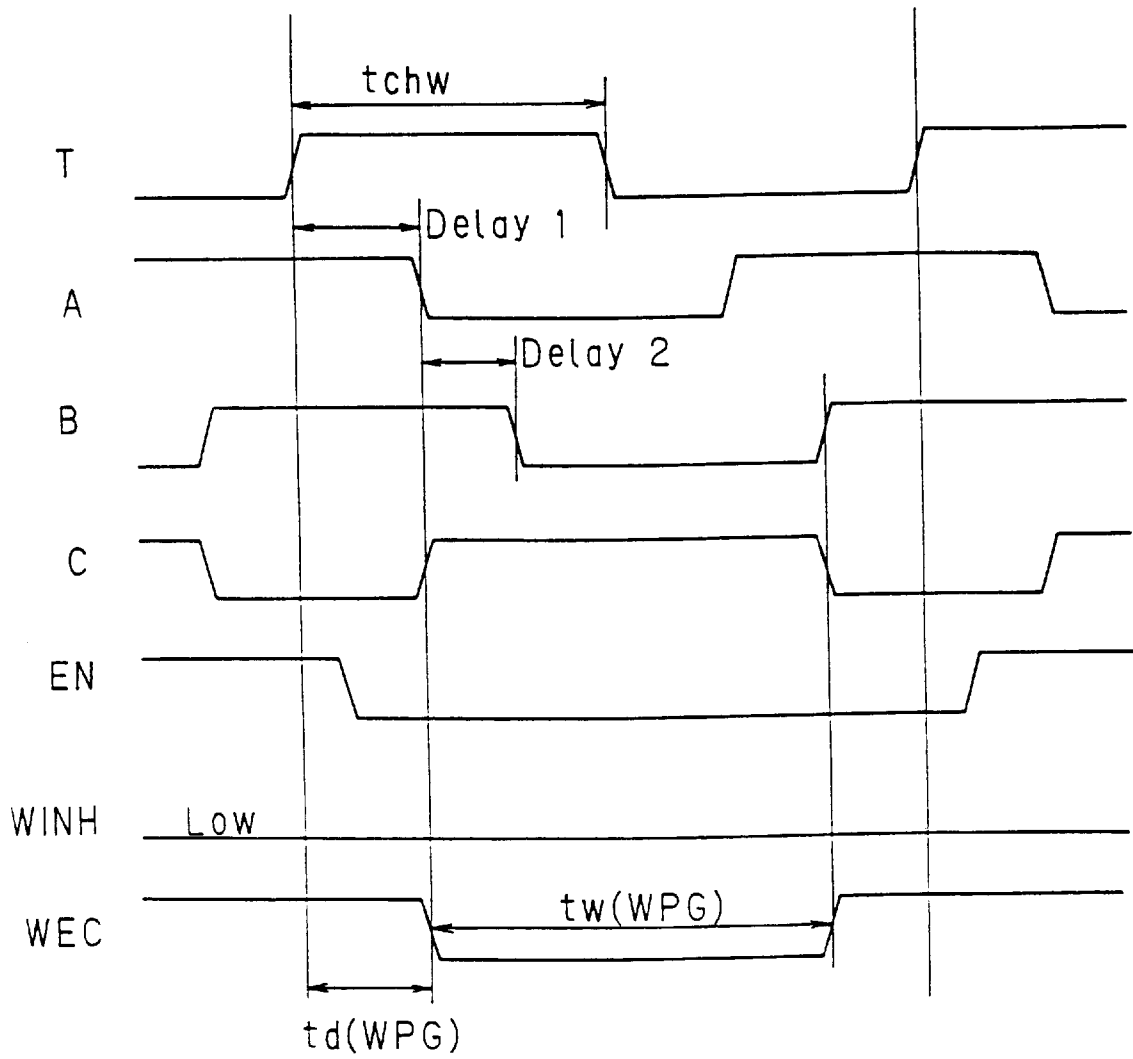 tchw
T
Delay 1
A
Delay 2
B
C
EN
WINH Low
tw(WPG)
WEC
td(WPG)